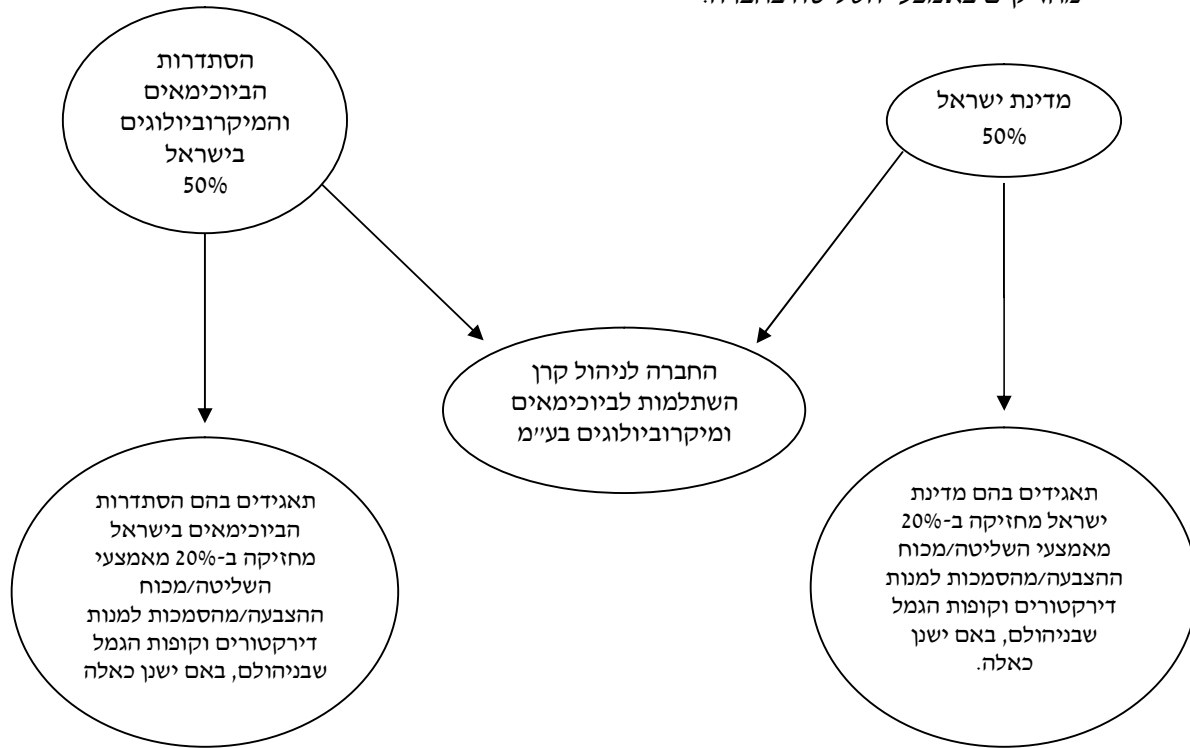 מדינת ישראל
50%
הסתדרות
הביוכימאים
והמיקרוביולוגים
בישראל
50%
החברה לניהול קרן
השתלמות לביוכימאים
ומיקרוביולוגים בע״מ
תאגידים בהם מדינת
ישראל מחזיקה ב-20%
מאמצעי השליטה/מכוח
ההצבעה/מהסמכות למנות
דירקטורים וקופות הגמל
שבניהולם, באם ישנן
כאלה.
תאגידים בהם הסתדרות
הביוכימאים בישראל
מחזיקה ב-20% מאמצעי
השליטה/מכוח
ההצבעה/מהסמכות למנות
דירקטורים וקופות הגמל
שבניהולם, באם ישנן כאלה